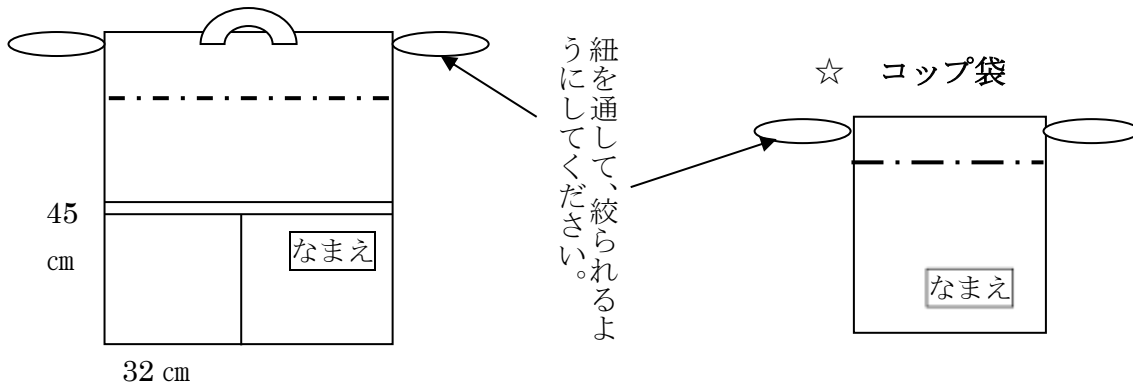 45
cm
なまえ
32 cm
紐を通して、絞られるよ
うにしてください。
☆ コップ袋
なまえ